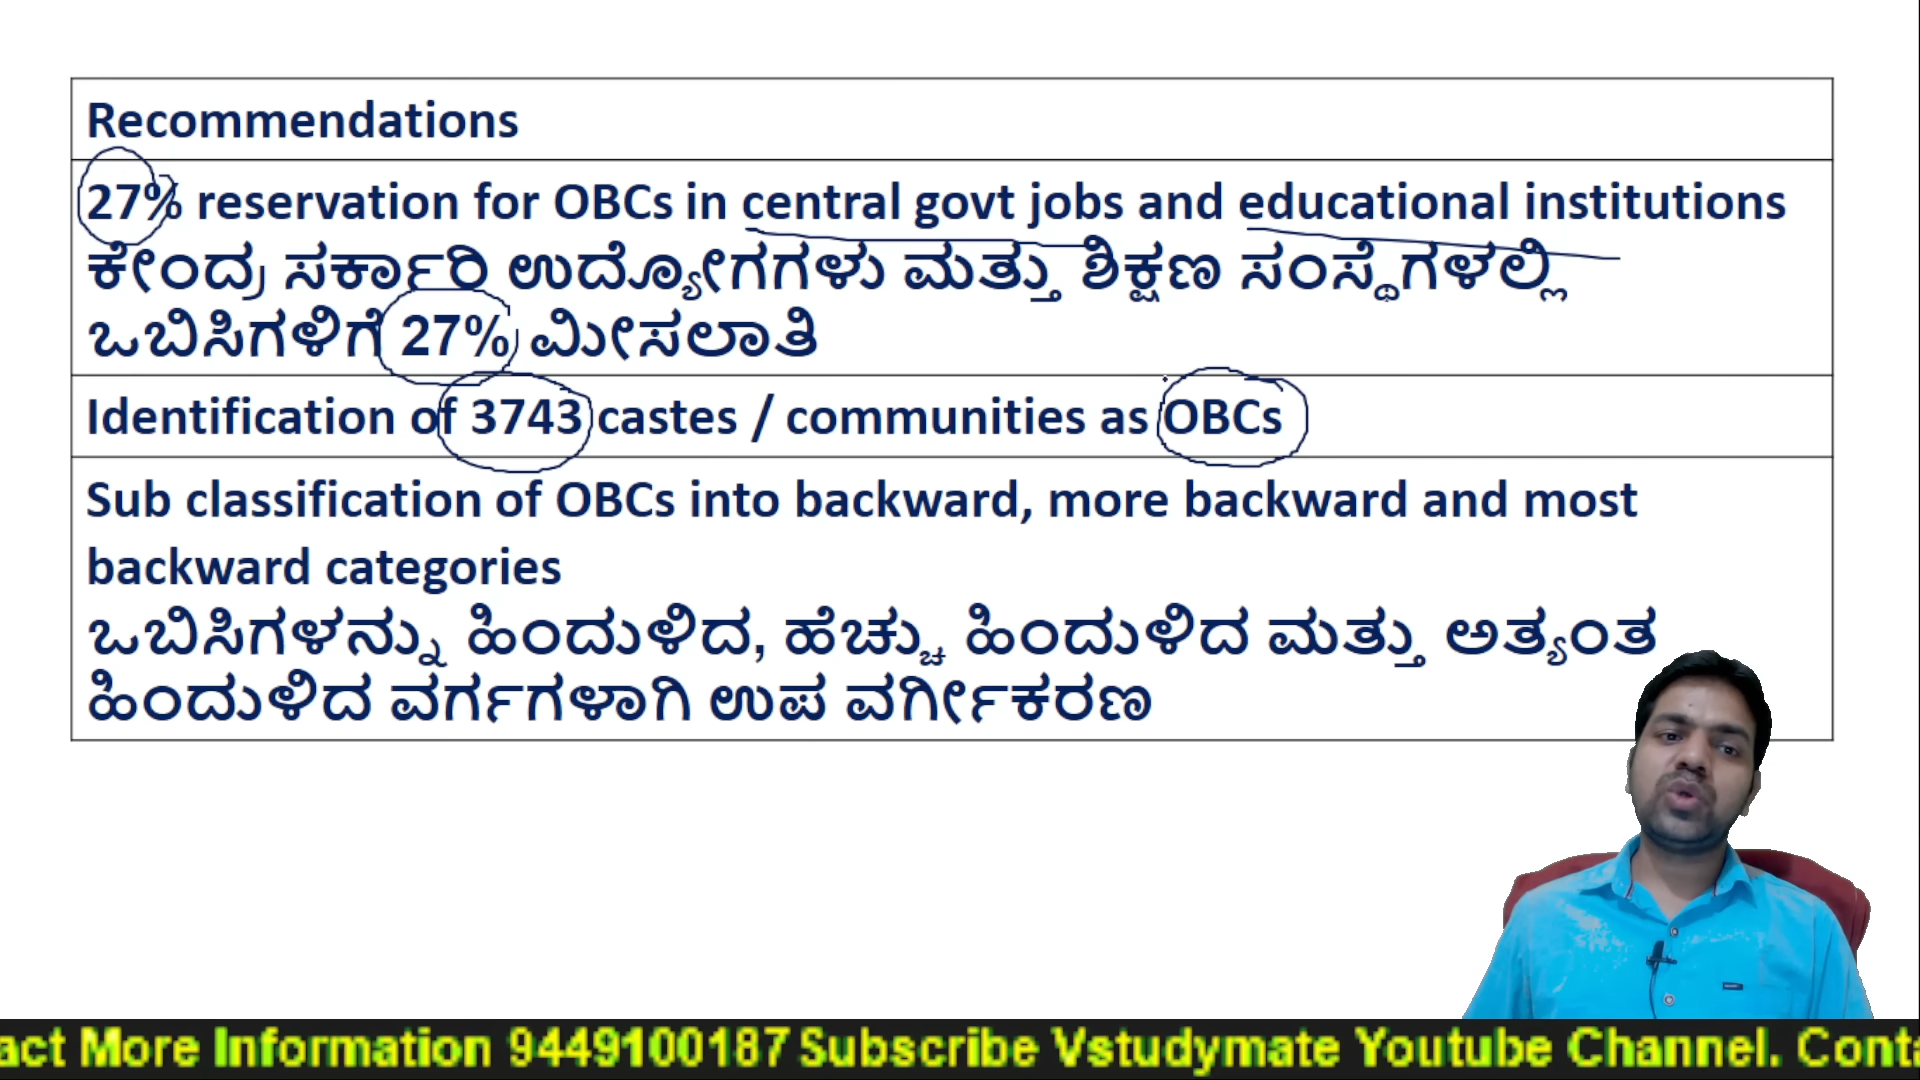 Recommendations
27% reservation for OBCs in central govt jobs and educational institutions
ಕೇಂದ್ರ ಸರ್ಕಾರಿ ಉದ್ಯೋಗಗಳು ಮತ್ತು ಶಿಕ್ಷಣ ಸಂಸ್ಥೆಗಳಲ್ಲಿ
ಒಬಿಸಿಗಳಿಗೆ 27% ಮೀಸಲಾತಿ
Identification of 3743 castes / communities as OBCs
Sub classification of OBCs into backward, more backward and most
backward categories
ಒಬಿಸಿಗಳನ್ನು ಹಿಂದುಳಿದ, ಹೆಚ್ಚು ಹಿಂದುಳಿದ ಮತ್ತು ಅತ್ಯಂತ
ಹಿಂದುಳಿದ ವರ್ಗಗಳಾಗಿ ಉಪ ವರ್ಗೀಕರಣ
act More Information 9449100187 Subscribe Vstudymate Youtube Channel. Conta